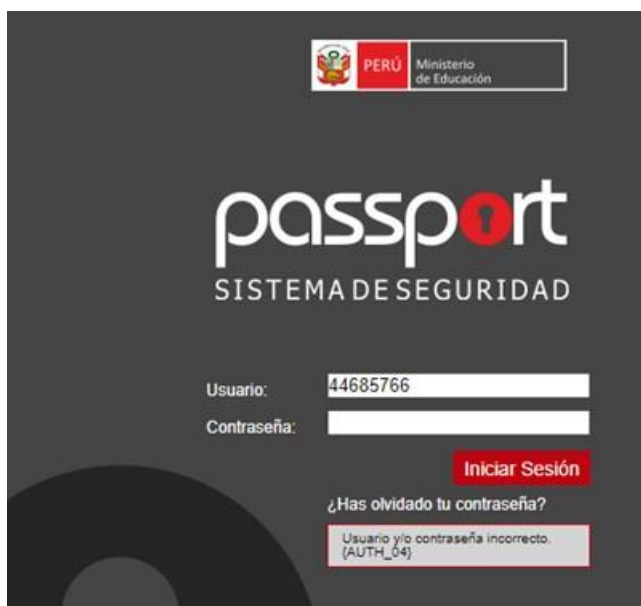 PERÚ
Ministerio
de Educación
passport
SISTEMA DE SEGURIDAD
Usuario: 44685766
Contraseña:
Iniciar Sesión
¿Has olvidado tu contraseña?
Usuario y/o contraseña incorrecto.
{AUTH_04}